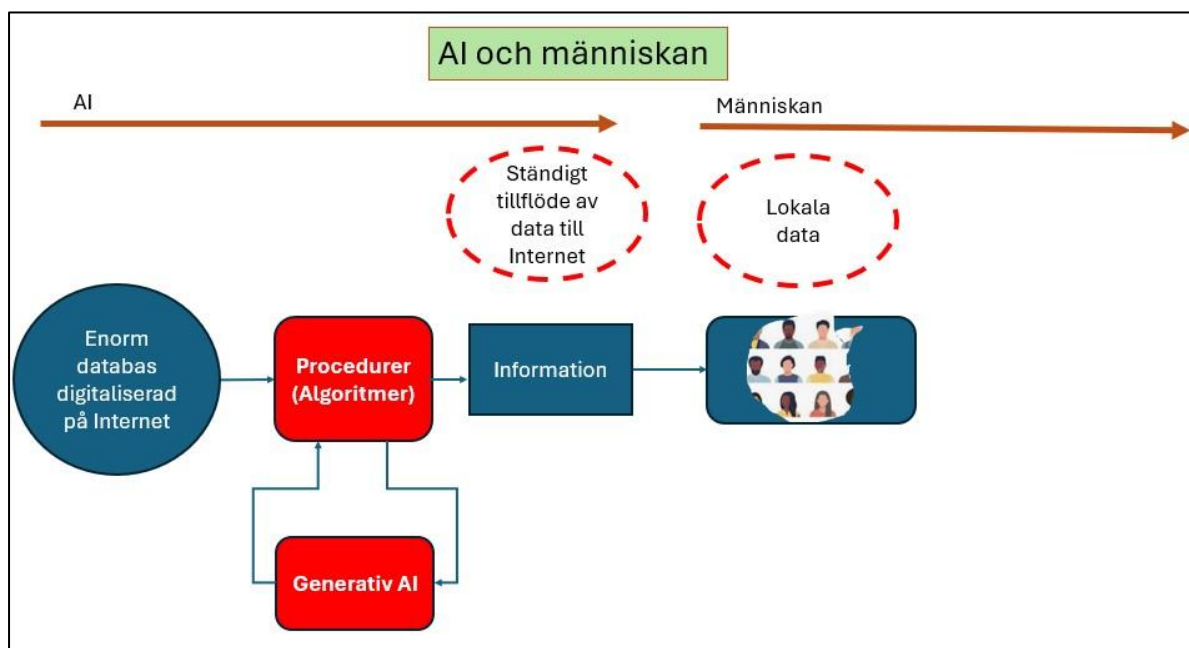 AI och människan
AI
Människan
Ständigt
tillflöde av
data till
Internet
Lokala
data
Enorm
databas
digitaliserad
på Internet
Procedurer
(Algoritmer)
Information
Generativ AI